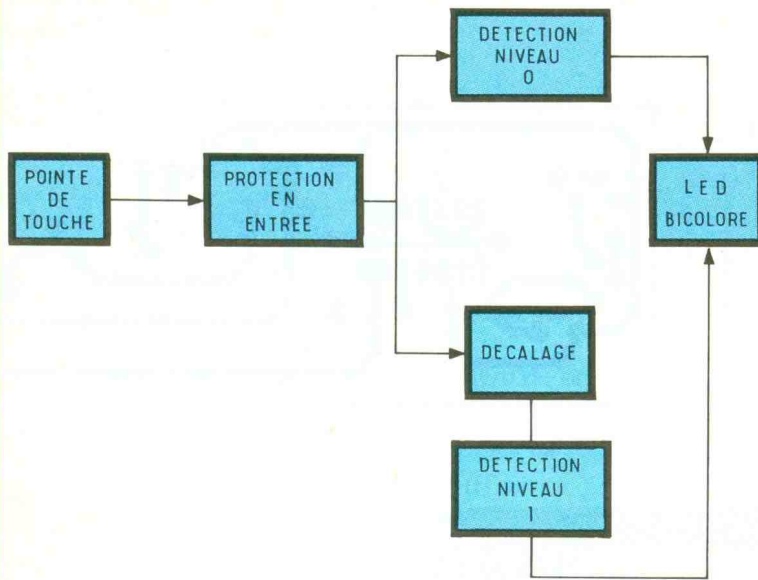 DETECTION
NIVEAU
0
POINTE
DE
TOUCHE
PROTECTION
EN
ENTREE
LED
BICOLORE
DECALAGE
DETECTION
NIVEAU
1